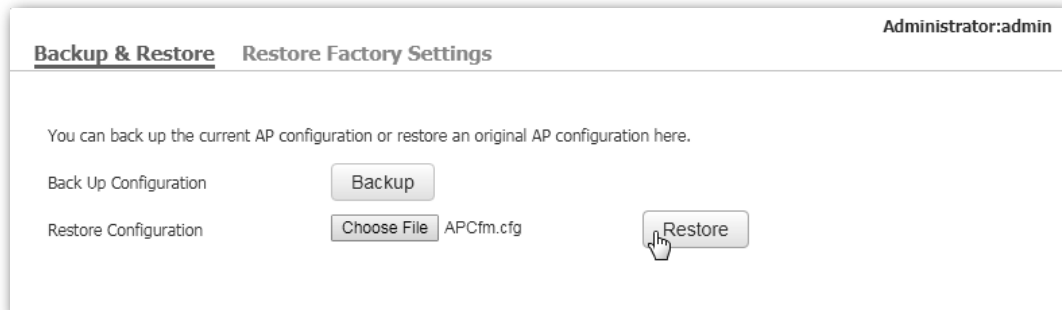 Administrator:admin
Backup & Restore Restore Factory Settings
You can back up the current AP configuration or restore an original AP configuration here.
Back Up Configuration Backup
Restore Configuration Choose File APCfm.cfg Restore